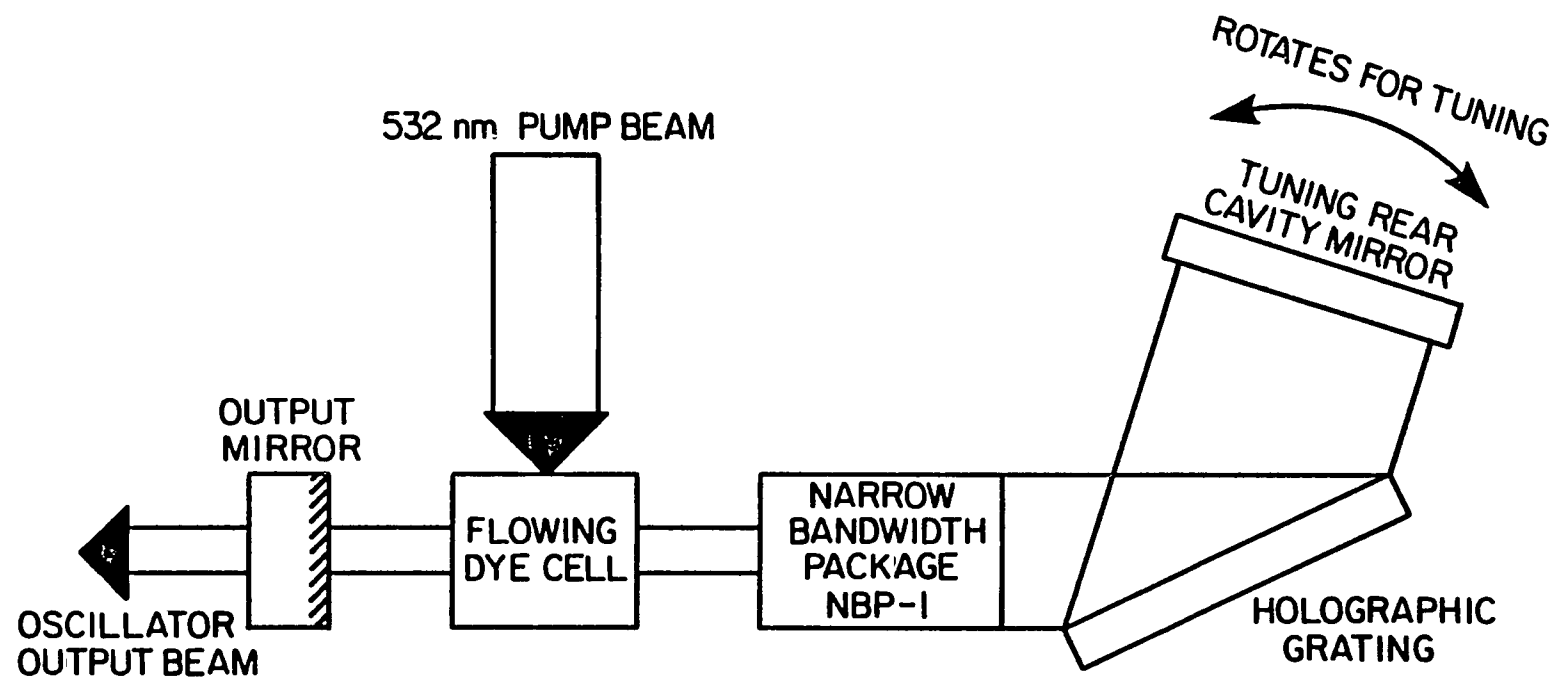 ROTATES FOR TUNING
532 nm PUMP BEAM
TUNING REAR
CAVITY MIRROR
OUTPUT
MIRROR
FLOWING
DYE CELL
NARROW
BANDWIDTH
PACKAGE
NBP-1
HOLOGRAPHIC
GRATING
OSCILLATOR
OUTPUT BEAM